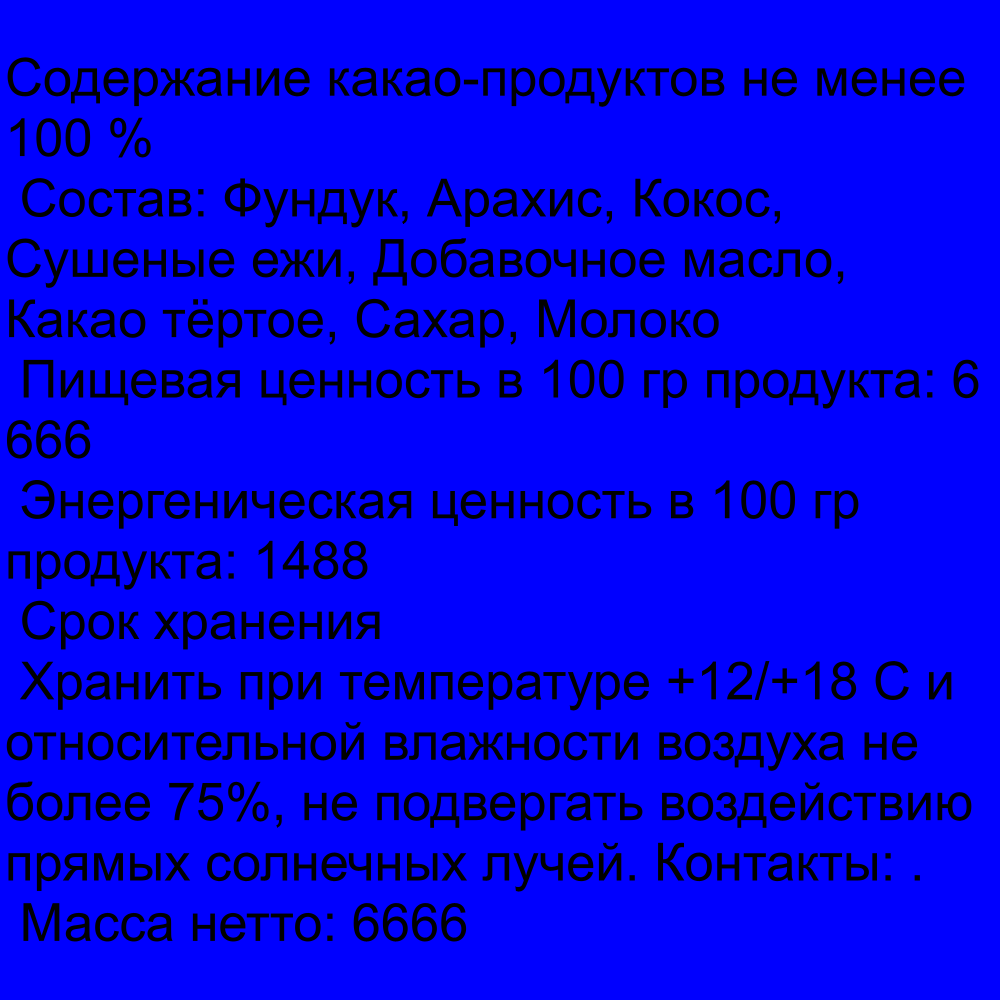 Содержание какао-продуктов не менее
100 %
Состав: Фундук, Арахис, Кокос,
Сушеные ежи, Добавочное масло,
Какао тёртое, Сахар, Молоко
Пищевая ценность в 100 гр продукта: 6
666
Энергеническая ценность в 100 гр
продукта: 1488
Срок хранения
Хранить при температуре +12/+18 С и
относительной влажности воздуха не
более 75%, не подвергать воздействию
прямых солнечных лучей. Контакты: .
Масса нетто: 6666